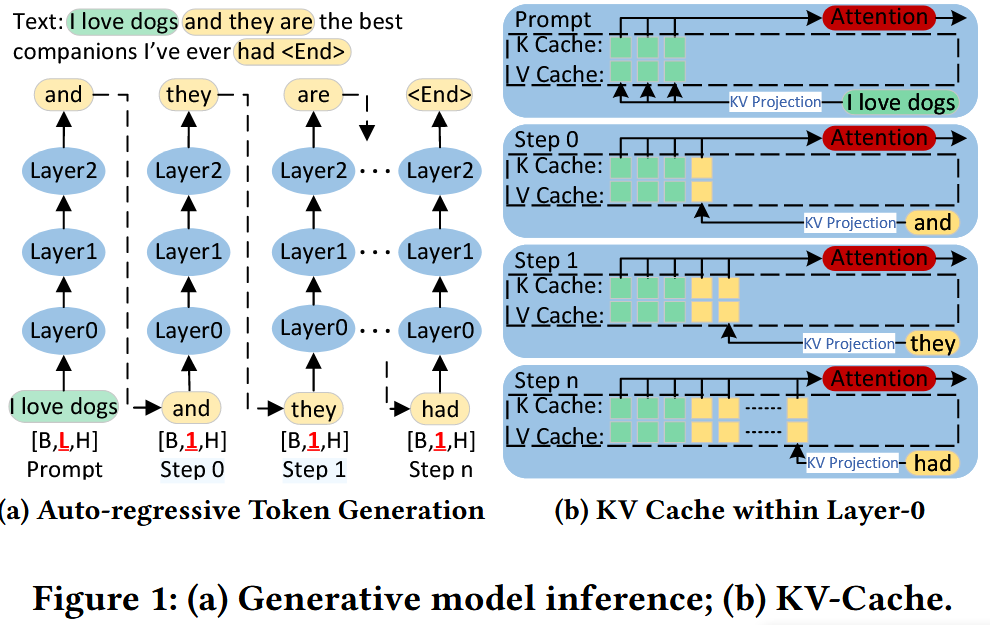 Text: I love dogs and they are the best
companions I've ever had <End>
and they are <End>
Layer2 Layer2 Layer2 ··· Layer2
Layer1 Layer1 Layer1 ··· Layer1
Layer0 Layer0 Layer0 ··· Layer0
I love dogs and they had
[B,L,H] [B,1,H] [B,1,H] [B,1,H]
Prompt Step 0 Step 1 Step n
(a) Auto-regressive Token Generation
Prompt Attention
K Cache:
V Cache:
KV Projection I love dogs
Step 0 Attention
K Cache:
V Cache:
KV Projection and
Step 1 Attention
K Cache:
V Cache:
KV Projection they
Step n Attention
K Cache:
V Cache:
KV Projection had
(b) KV Cache within Layer-0
Figure 1: (a) Generative model inference; (b) KV-Cache.